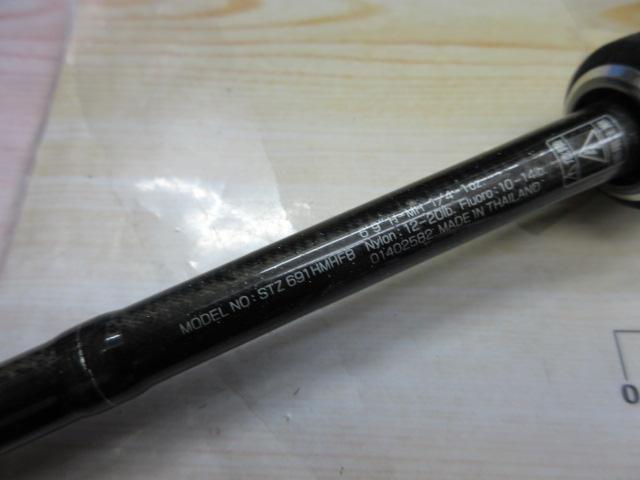 MODEL NO: STZ 691HMHFB
6'9" H-MH 1/4-1oz.
Nylon: 12-20lb. Fluoro: 10-14lb.
01402582 MADE IN THAILAND
0